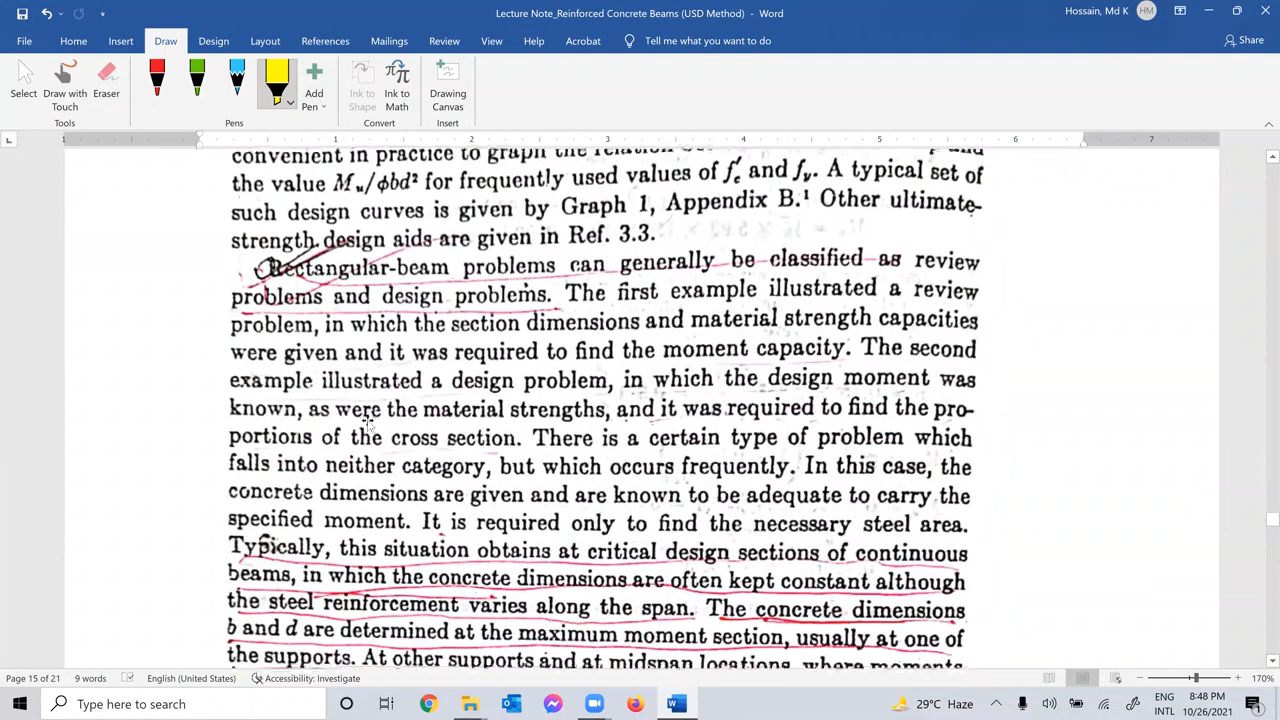 Lecture Note_Reinforced Concrete Beams (USD Method) - Word
Hossain, Md K
HM
File Home Insert Draw Design Layout References Mailings Review View Help Acrobat Tell me what you want to do
Share
Select
Draw with Touch
Eraser
Add Pen
Ink to Shape
Ink to Math
Drawing Canvas
Tools
Pens
Convert
Insert
1 1 2 3 4 5 6 7
convenient in practice to graph the relation
the value Mu/ϕbd² for frequently used values of f′c and fy. A typical set of
such design curves is given by Graph 1, Appendix B.¹ Other ultimate-
strength design aids are given in Ref. 3.3.
Rectangular-beam problems can generally be classified as review
problems and design problems. The first example illustrated a review
problem, in which the section dimensions and material strength capacities
were given and it was required to find the moment capacity. The second
example illustrated a design problem, in which the design moment was
known, as were the material strengths, and it was required to find the pro-
portions of the cross section. There is a certain type of problem which
falls into neither category, but which occurs frequently. In this case, the
concrete dimensions are given and are known to be adequate to carry the
specified moment. It is required only to find the necessary steel area.
Typically, this situation obtains at critical design sections of continuous
beams, in which the concrete dimensions are often kept constant although
the steel reinforcement varies along the span. The concrete dimensions
b and d are determined at the maximum moment section, usually at one of
the supports. At other supports and at midspan locations, where moments
Page 15 of 21 9 words English (United States) Accessibility: Investigate
170%
Type here to search
29°C Haze
ENG
INTL
8:48 PM
10/26/2021
1